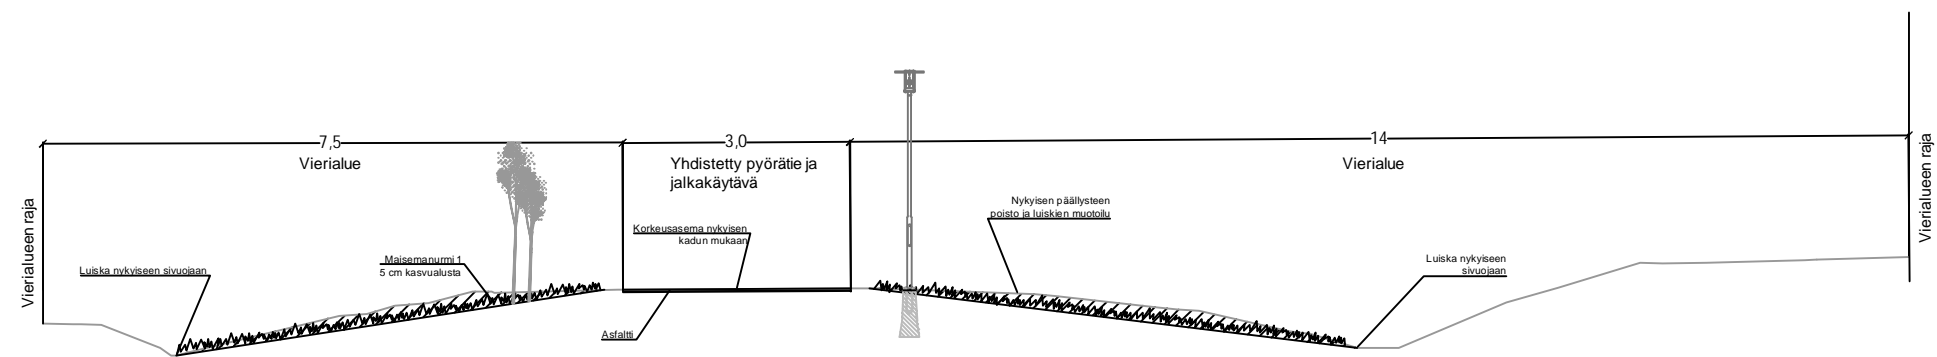 7,5
Vierialue
3,0
Yhdistetty pyörätie ja
jalkakäytävä
14
Vierialue
Vierialueen raja
Luiska nykyiseen sivuojaan
Maisemanurmi 1
5 cm kasvualusta
Korkeusasema nykyisen
kadun mukaan
Asfaltti
Nykyisen päällysteen
poisto ja luiskien muotoilu
Luiska nykyiseen
sivuojaan
Vierialueen raja